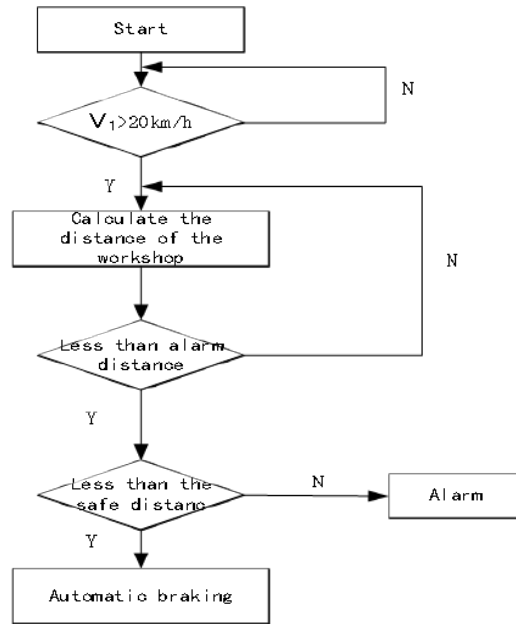 Start
N
V₁>20km/h
Y
Calculate the
distance of the
workshop
N
Less than alarm
distance
Y
Less than the
safe distanc
N
Alarm
Y
Automatic braking